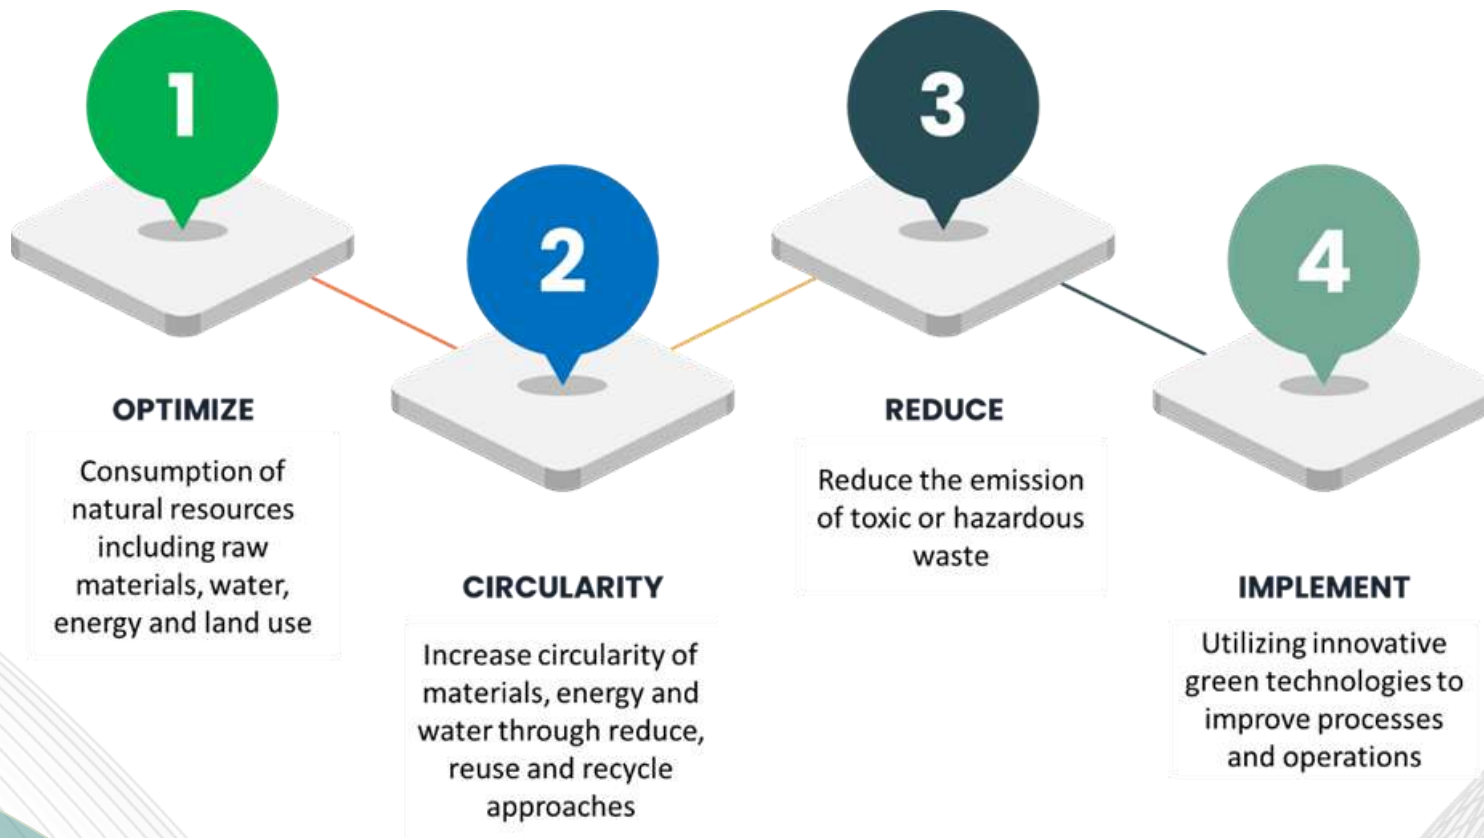 1
OPTIMIZE
Consumption of
natural resources
including raw
materials, water,
energy and land use
2
CIRCULARITY
Increase circularity of
materials, energy and
water through reduce,
reuse and recycle
approaches
3
REDUCE
Reduce the emission
of toxic or hazardous
waste
4
IMPLEMENT
Utilizing innovative
green technologies to
improve processes
and operations